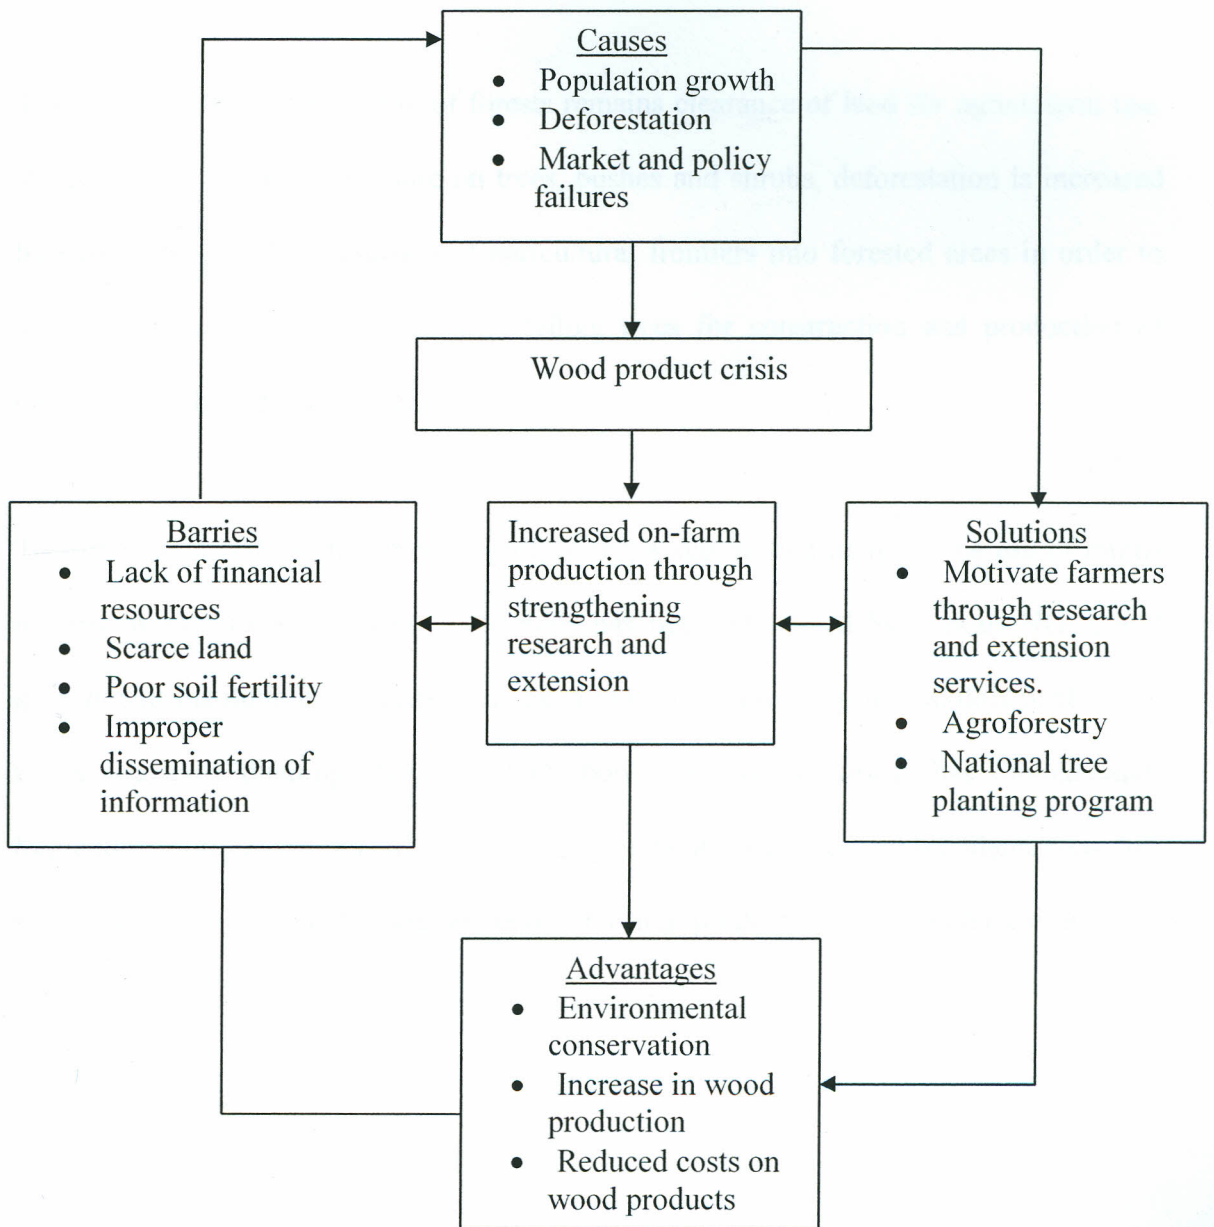 Causes
• Population growth
• Deforestation
• Market and policy
failures
Wood product crisis
Barries
• Lack of financial
resources
• Scarce land
• Poor soil fertility
• Improper
dissemination of
information
Increased on-farm
production through
strengthening
research and
extension
Solutions
• Motivate farmers
through research
and extension
services.
• Agroforestry
• National tree
planting program
Advantages
• Environmental
conservation
• Increase in wood
production
• Reduced costs on
wood products